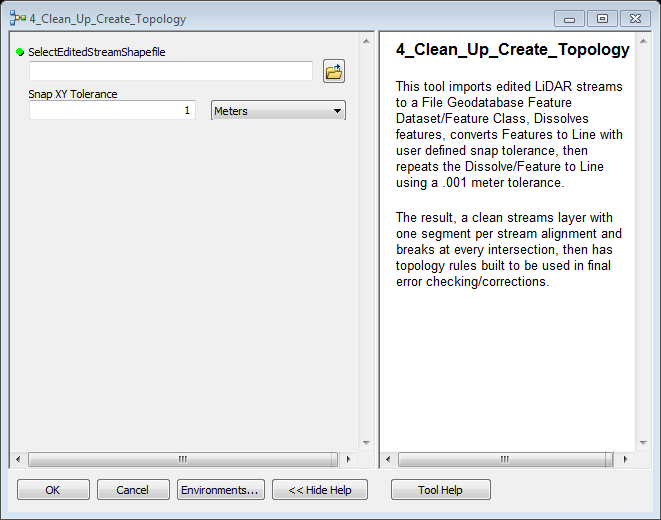 4_Clean_Up_Create_Topology
SelectEditedStreamShapefile
Snap XY Tolerance
1
Meters
4_Clean_Up_Create_Topology
This tool imports edited LiDAR streams
to a File Geodatabase Feature
Dataset/Feature Class, Dissolves
features, converts Features to Line with
user defined snap tolerance, then
repeats the Dissolve/Feature to Line
using a .001 meter tolerance.
The result, a clean streams layer with
one segment per stream alignment and
breaks at every intersection, then has
topology rules built to be used in final
error checking/corrections.
OK
Cancel
Environments...
<< Hide Help
Tool Help